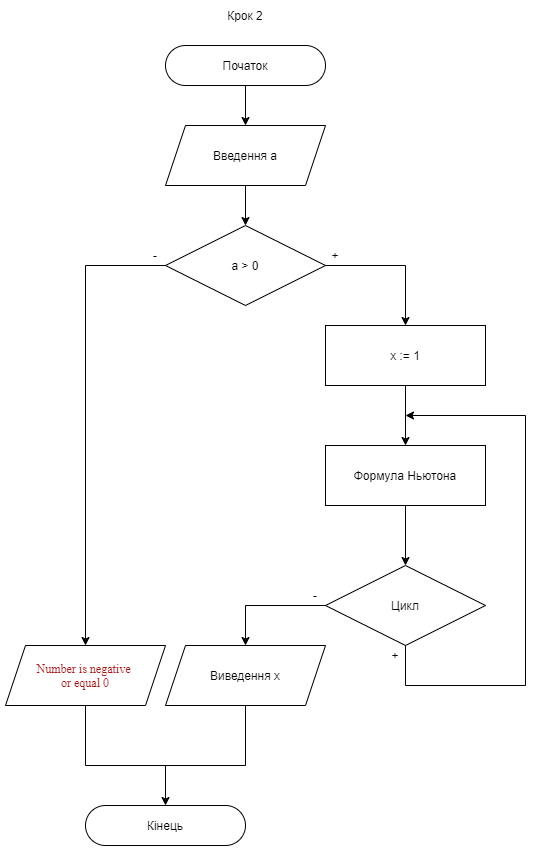 Крок 2
Початок
Введення a
a > 0
-
+
x := 1
Формула Ньютона
Цикл
-
+
Number is negative
or equal 0
Виведення x
Кінець